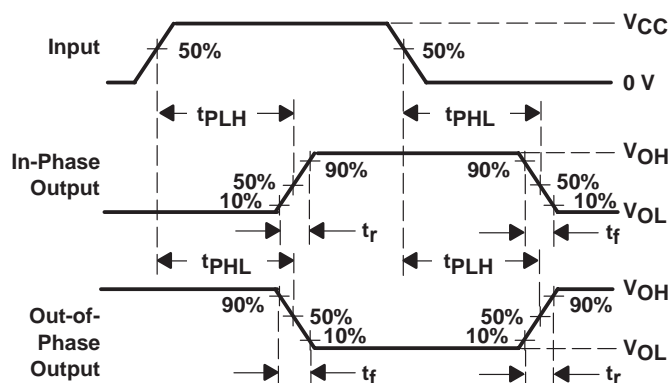 Input
50%
50%
VCC
0 V
tPLH
tPHL
In-Phase
Output
50%
10%
90%
90%
50%
10%
VOH
VOL
tr
tf
tPHL
tPLH
Out-of-
Phase
Output
90%
50%
10%
10%
50%
90%
VOH
VOL
tf
tr